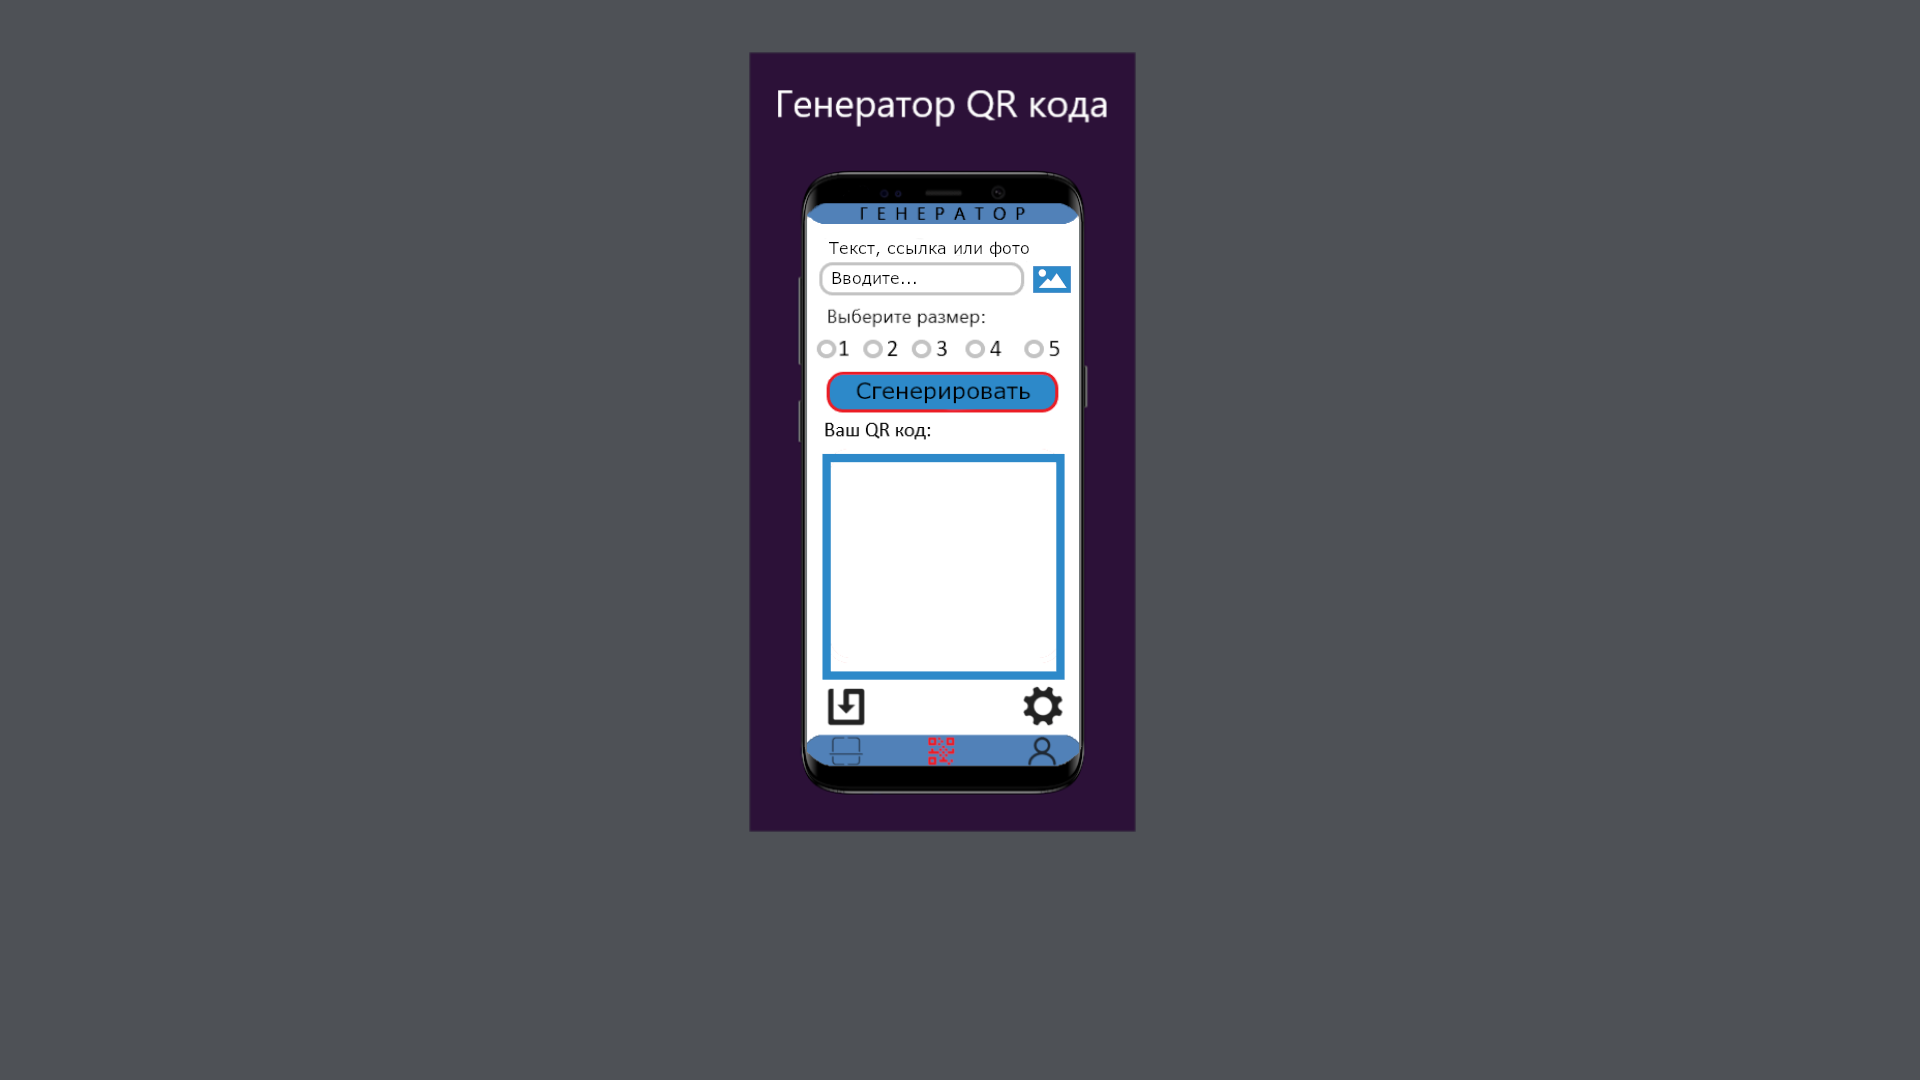 Генератор QR кода
ГЕНЕРАТОР
Текст, ссылка или фото
Вводите...
Выберите размер:
1 2 3 4 5
Сгенерировать
Ваш QR код: